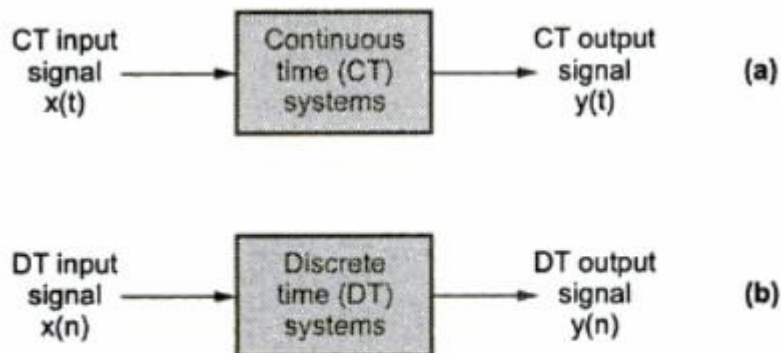 CT input
signal
x(t)
Continuous
time (CT)
systems
CT output
signal
y(t)
(a)
DT input
signal
x(n)
Discrete
time (DT)
systems
DT output
signal
y(n)
(b)